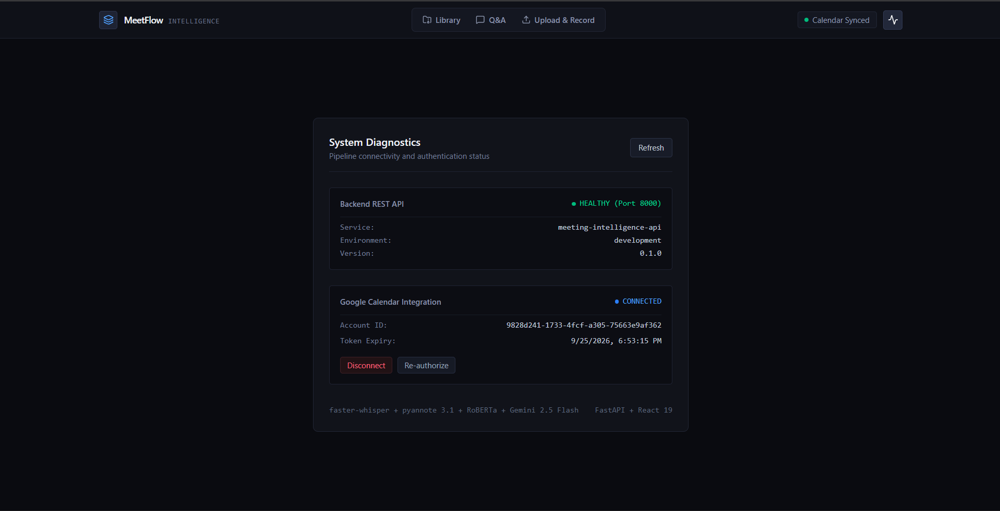 MeetFlow INTELLIGENCE
Library
Q&A
Upload & Record
Calendar Synced
System Diagnostics
Pipeline connectivity and authentication status
Refresh
Backend REST API
HEALTHY (Port 8000)
Service: meeting-intelligence-api
Environment: development
Version: 0.1.0
Google Calendar Integration
CONNECTED
Account ID: 9828d241-1733-4fcf-a305-75663e9af362
Token Expiry: 9/25/2026, 6:53:15 PM
Disconnect
Re-authorize
faster-whisper + pyannote 3.1 + RoBERTa + Gemini 2.5 Flash
FastAPI + React 19